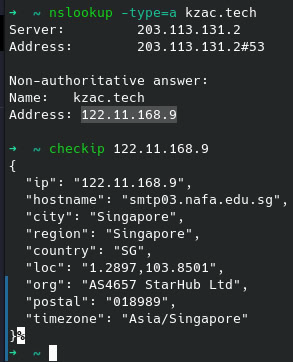 ➜  ~ nslookup -type=a kzac.tech
Server:         203.113.131.2
Address:        203.113.131.2#53
Non-authoritative answer:
Name:   kzac.tech
Address: 122.11.168.9
➜  ~ checkip 122.11.168.9
{
  "ip": "122.11.168.9",
  "hostname": "smtp03.nafa.edu.sg",
  "city": "Singapore",
  "region": "Singapore",
  "country": "SG",
  "loc": "1.2897,103.8501",
  "org": "AS4657 StarHub Ltd",
  "postal": "018989",
  "timezone": "Asia/Singapore"
}%
➜  ~